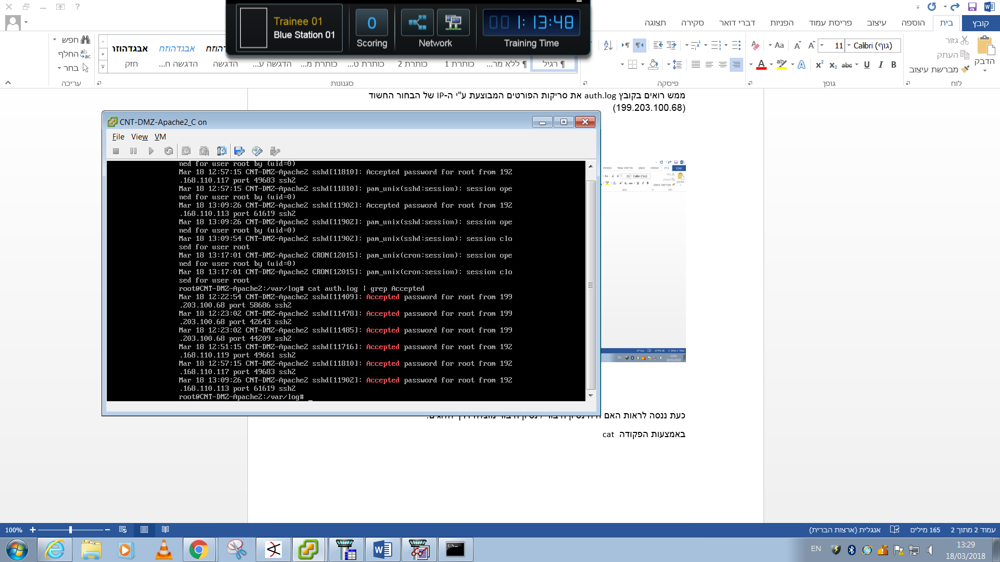 Trainee 01
Blue Station 01
0
Scoring
Network
00 1:13:48
Training Time
קובץ
בית
הוספה
עיצוב
פריסת עמוד
הפניות
דברי דואר
סקירה
תצוגה
הדבק
גזור
העתק
מברשת עיצוב
לוח
Calibri (גוף)
11
גופן
פיסקה
¶ רגיל
¶ ללא מר...
כותרת 1
כותרת 2
כותרת ט...
כותרת מ...
הדגשה ע...
הדגשה
הדגשה ח...
חזק
אבגדהוזח
אבגדהוזח
אבגדהוזח
סגנונות
חפש
החלף
בחר
עריכה
ממש רואים בקובץ auth.log את סריקות הפורטים המבוצעת ע"י ה-IP של הבחור החשוד
(199.203.100.68)
CNT-DMZ-Apache2_C on
File View VM
ned for user root by (uid=0)
Mar 18 12:57:15 CNT-DMZ-Apache2 sshd[11810]: Accepted password for root from 192
.168.110.117 port 49683 ssh2
Mar 18 12:57:15 CNT-DMZ-Apache2 sshd[11810]: pam_unix(sshd:session): session ope
ned for user root by (uid=0)
Mar 18 13:09:26 CNT-DMZ-Apache2 sshd[11902]: Accepted password for root from 192
.168.110.113 port 61619 ssh2
Mar 18 13:09:26 CNT-DMZ-Apache2 sshd[11902]: pam_unix(sshd:session): session ope
ned for user root by (uid=0)
Mar 18 13:09:54 CNT-DMZ-Apache2 sshd[11902]: pam_unix(sshd:session): session clo
sed for user root
Mar 18 13:17:01 CNT-DMZ-Apache2 CRON[12015]: pam_unix(cron:session): session ope
ned for user root by (uid=0)
Mar 18 13:17:01 CNT-DMZ-Apache2 CRON[12015]: pam_unix(cron:session): session clo
sed for user root
root@CNT-DMZ-Apache2:/var/log# cat auth.log | grep Accepted
Mar 18 12:22:54 CNT-DMZ-Apache2 sshd[11409]: Accepted password for root from 199
.203.100.68 port 58686 ssh2
Mar 18 12:23:02 CNT-DMZ-Apache2 sshd[11478]: Accepted password for root from 199
.203.100.68 port 42643 ssh2
Mar 18 12:23:02 CNT-DMZ-Apache2 sshd[11485]: Accepted password for root from 199
.203.100.68 port 44209 ssh2
Mar 18 12:51:15 CNT-DMZ-Apache2 sshd[11716]: Accepted password for root from 192
.168.110.119 port 49661 ssh2
Mar 18 12:57:15 CNT-DMZ-Apache2 sshd[11810]: Accepted password for root from 192
.168.110.117 port 49683 ssh2
Mar 18 13:09:26 CNT-DMZ-Apache2 sshd[11902]: Accepted password for root from 192
.168.110.113 port 61619 ssh2
root@CNT-DMZ-Apache2:/var/log# _
כעת ננסה לראות האם
באמצעות הפקודה cat
עמוד 2 מתוך 2
165 מילים
אנגלית (ארצות הברית)
100%
EN
13:29
18/03/2018